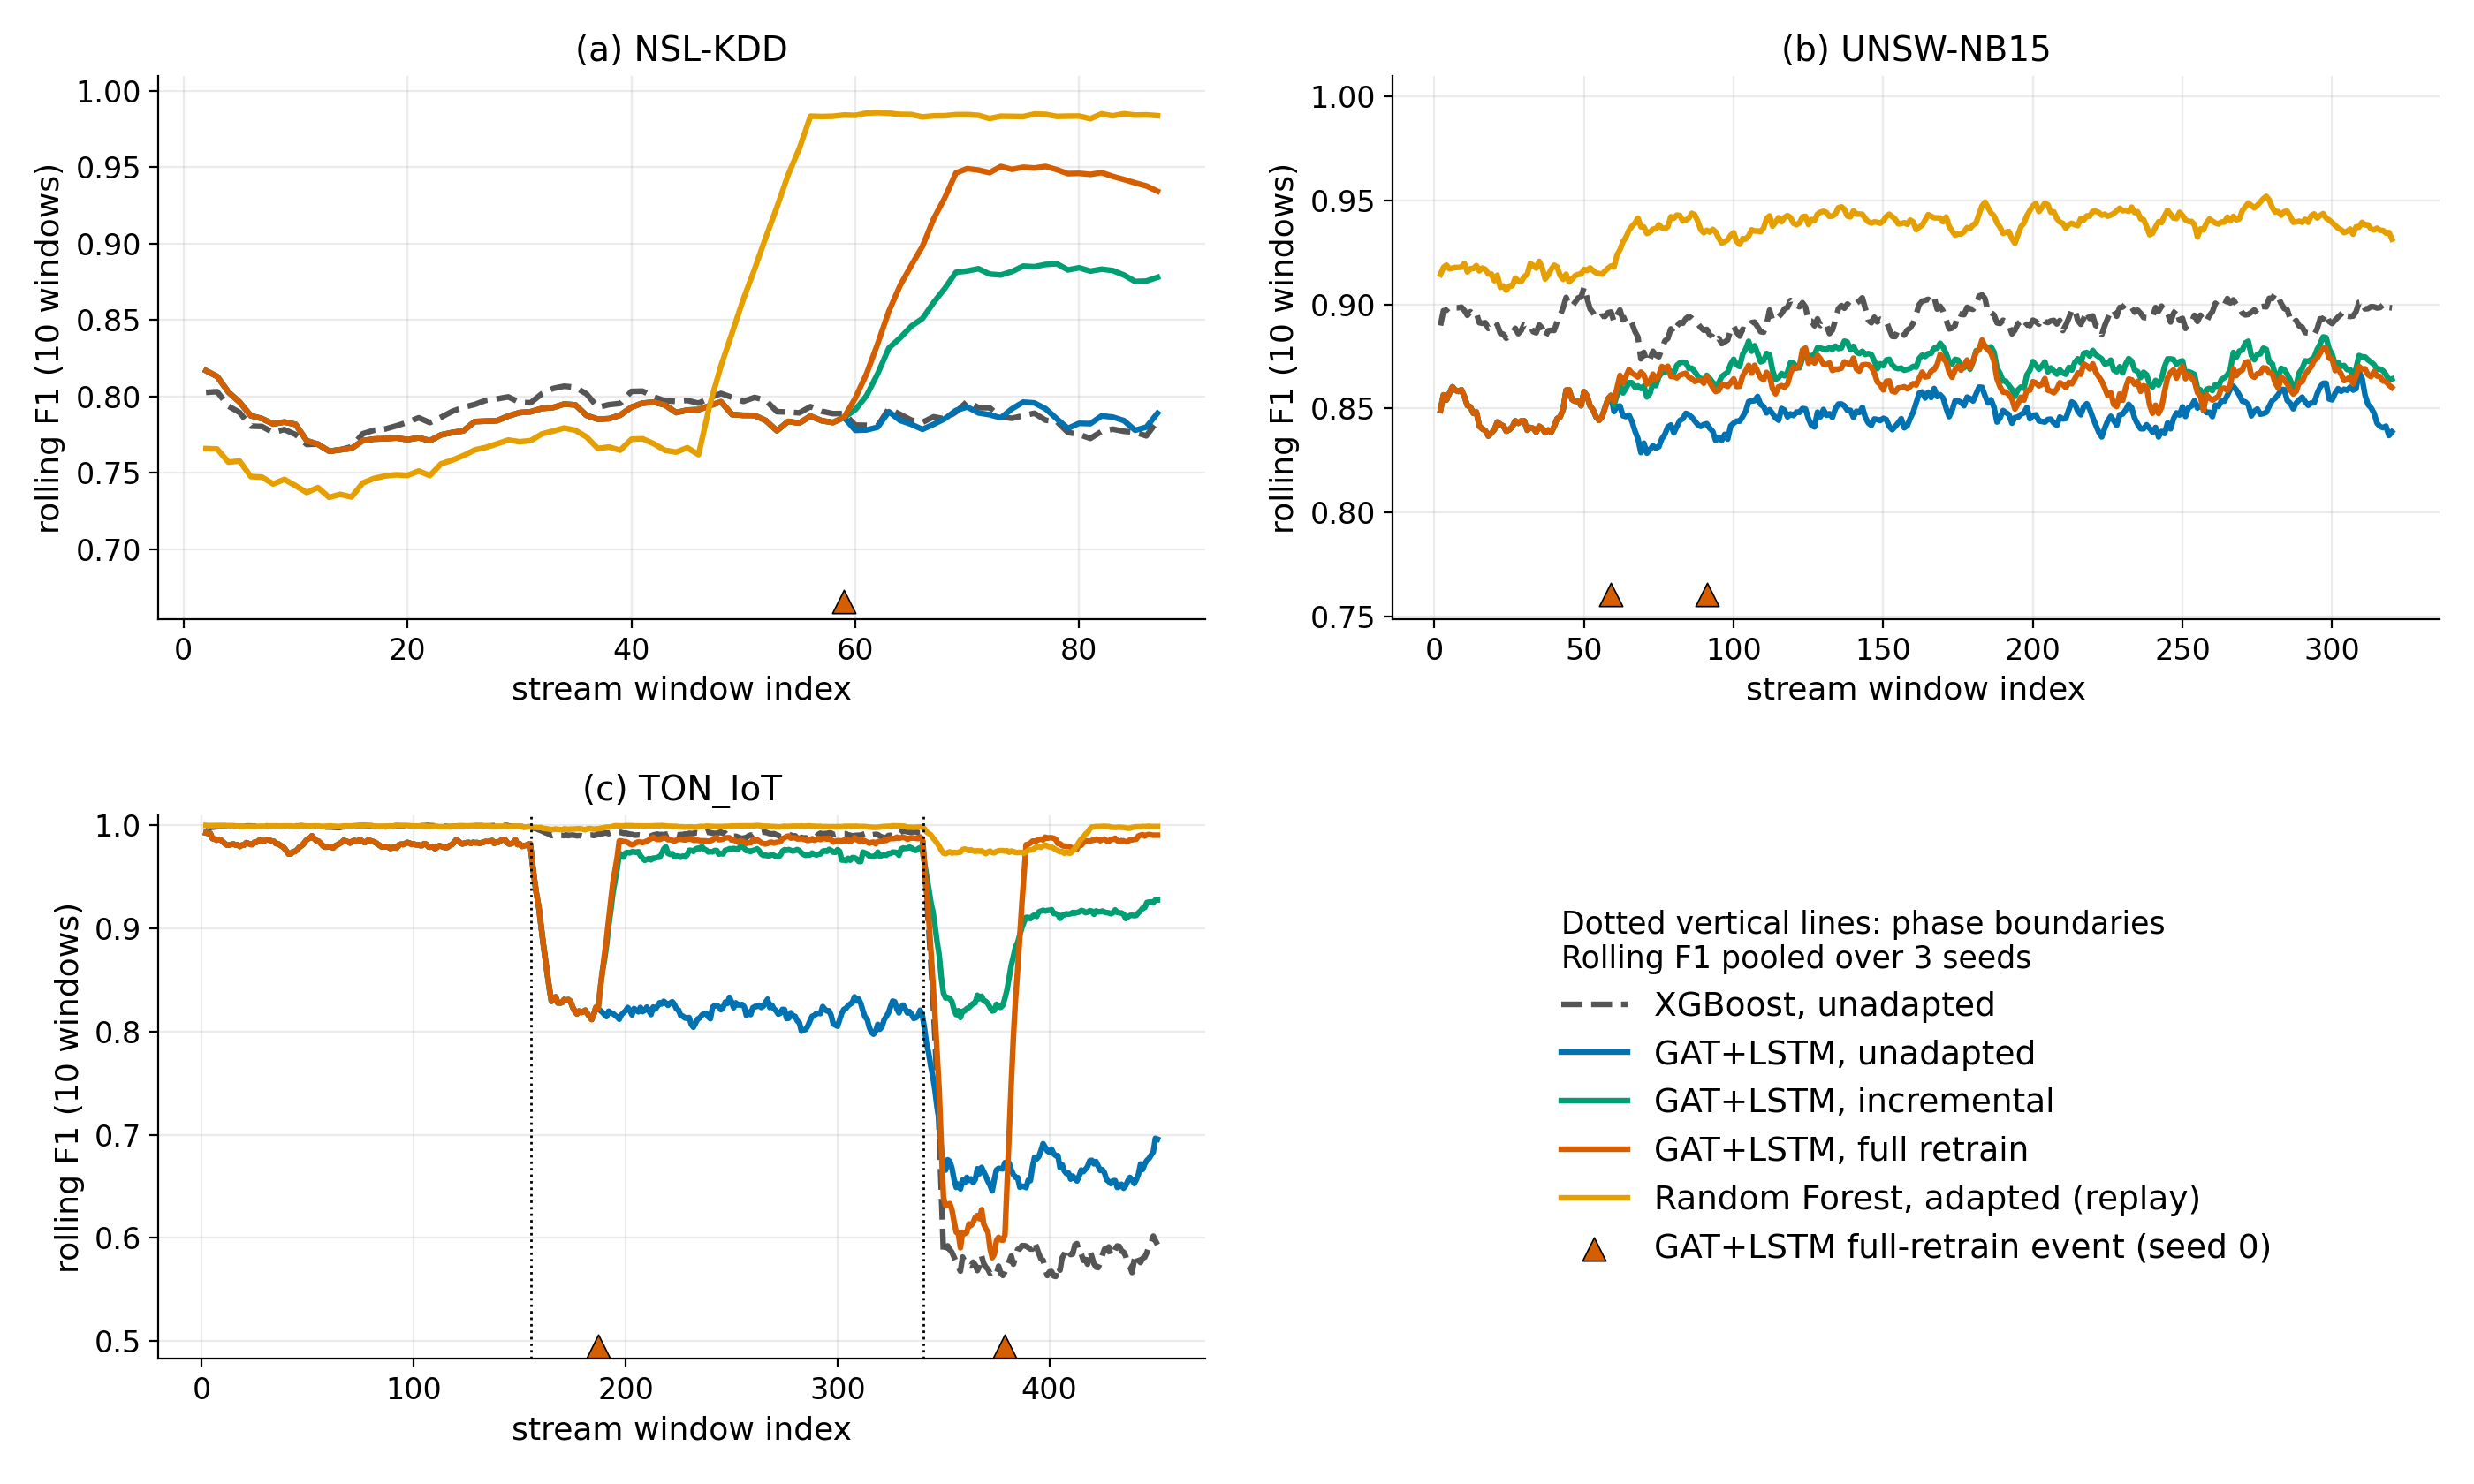 (a) NSL-KDD
rolling F1 (10 windows)
1.00
0.95
0.90
0.85
0.80
0.75
0.70
0 20 40 60 80
stream window index
(b) UNSW-NB15
rolling F1 (10 windows)
1.00
0.95
0.90
0.85
0.80
0.75
0 50 100 150 200 250 300
stream window index
(c) TON_IoT
rolling F1 (10 windows)
1.0
0.9
0.8
0.7
0.6
0.5
0 100 200 300 400
stream window index
Dotted vertical lines: phase boundaries
Rolling F1 pooled over 3 seeds
XGBoost, unadapted
GAT+LSTM, unadapted
GAT+LSTM, incremental
GAT+LSTM, full retrain
Random Forest, adapted (replay)
GAT+LSTM full-retrain event (seed 0)